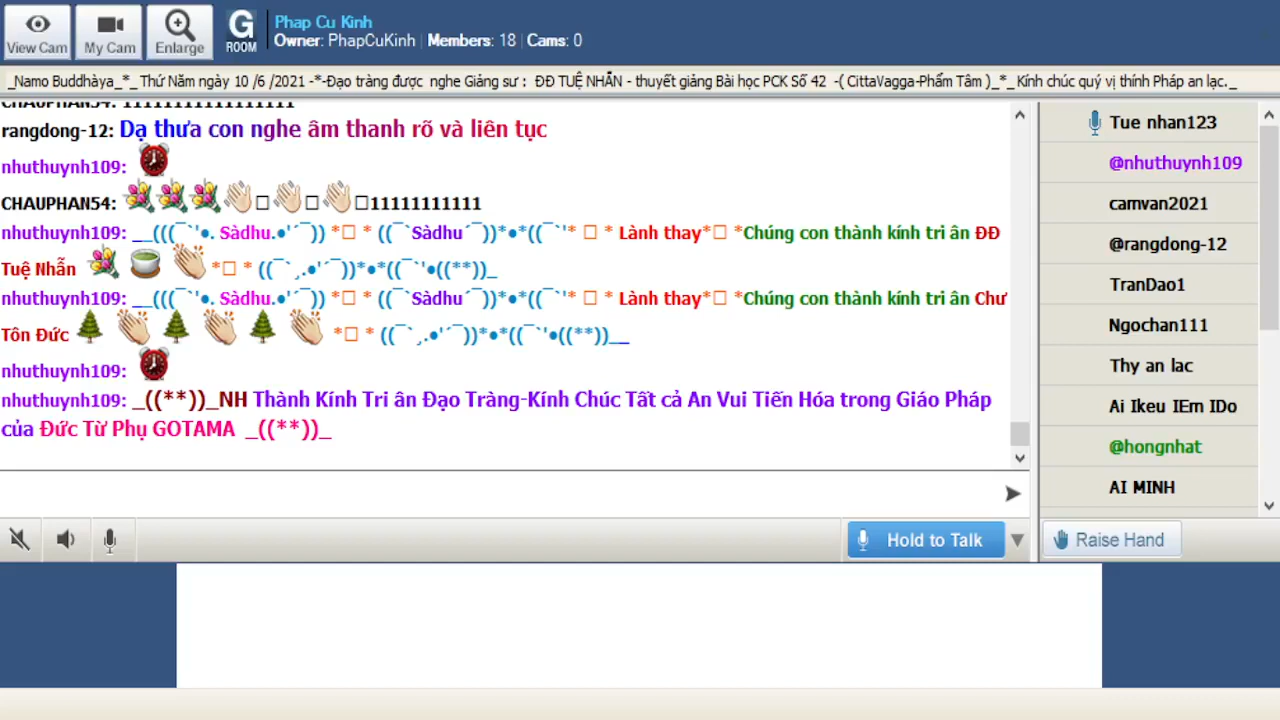 View Cam
My Cam
Enlarge
G
ROOM
Phap Cu Kinh
Owner: PhapCuKinh | Members: 18 | Cams: 0
_Namo Buddhàya_*_ Thứ Năm ngày 10 /6 /2021 -*-Đạo tràng được nghe Giảng sư : ĐĐ TUỆ NHẪN - thuyết giảng Bài học PCK Số 42 -( CittaVagga-Phẩm Tâm )_*_ Kính chúc quý vị thính Pháp an lạc._
CHAUPHAN54: 11111111111111111
rangdong-12: Dạ thưa con nghe âm thanh rõ và liên tục
nhuthuynh109:
CHAUPHAN54: 11111111111
nhuthuynh109: __(((¯`'•. Sàdhu.•'´¯)) *□ * ((¯`Sàdhu´¯))*•*((¯`'* □ * Lành thay*□ *Chúng con thành kính tri ân ĐĐ
Tuệ Nhẫn *□ * ((¯`¸.•'´¯))*•*((¯`'•((**))_
nhuthuynh109: __(((¯`'•. Sàdhu.•'´¯)) *□ * ((¯`Sàdhu´¯))*•*((¯`'* □ * Lành thay*□ *Chúng con thành kính tri ân Chư
Tôn Đức *□ * ((¯`¸.•'´¯))*•*((¯`'•((**))__
nhuthuynh109:
nhuthuynh109: _((**))_NH Thành Kính Tri ân Đạo Tràng-Kính Chúc Tất cả An Vui Tiến Hóa trong Giáo Pháp
của Đức Từ Phụ GOTAMA _((**))_
Tue nhan123
@nhuthuynh109
camvan2021
@rangdong-12
TranDao1
Ngochan111
Thy an lac
Ai Ikeu IEm IDo
@hongnhat
AI MINH
Hold to Talk
Raise Hand